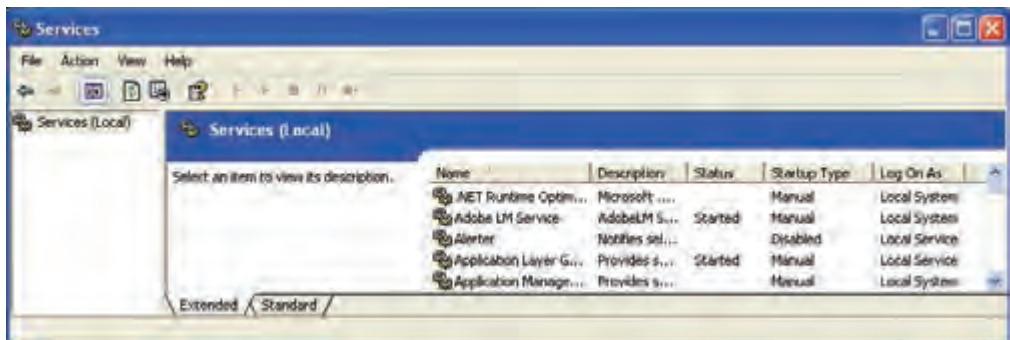 Services
File Action View Help
Services (Local)
Services (Local)
Select an item to view its description.
Name Description Status Startup Type Log On As
.NET Runtime Optim... Microsoft .... Manual Local System
Adobe LM Service AdobeLM S... Started Manual Local System
Alerter Notifies sel... Disabled Local Service
Application Layer G... Provides s... Started Manual Local Service
Application Manage... Provides s... Manual Local System
Extended Standard